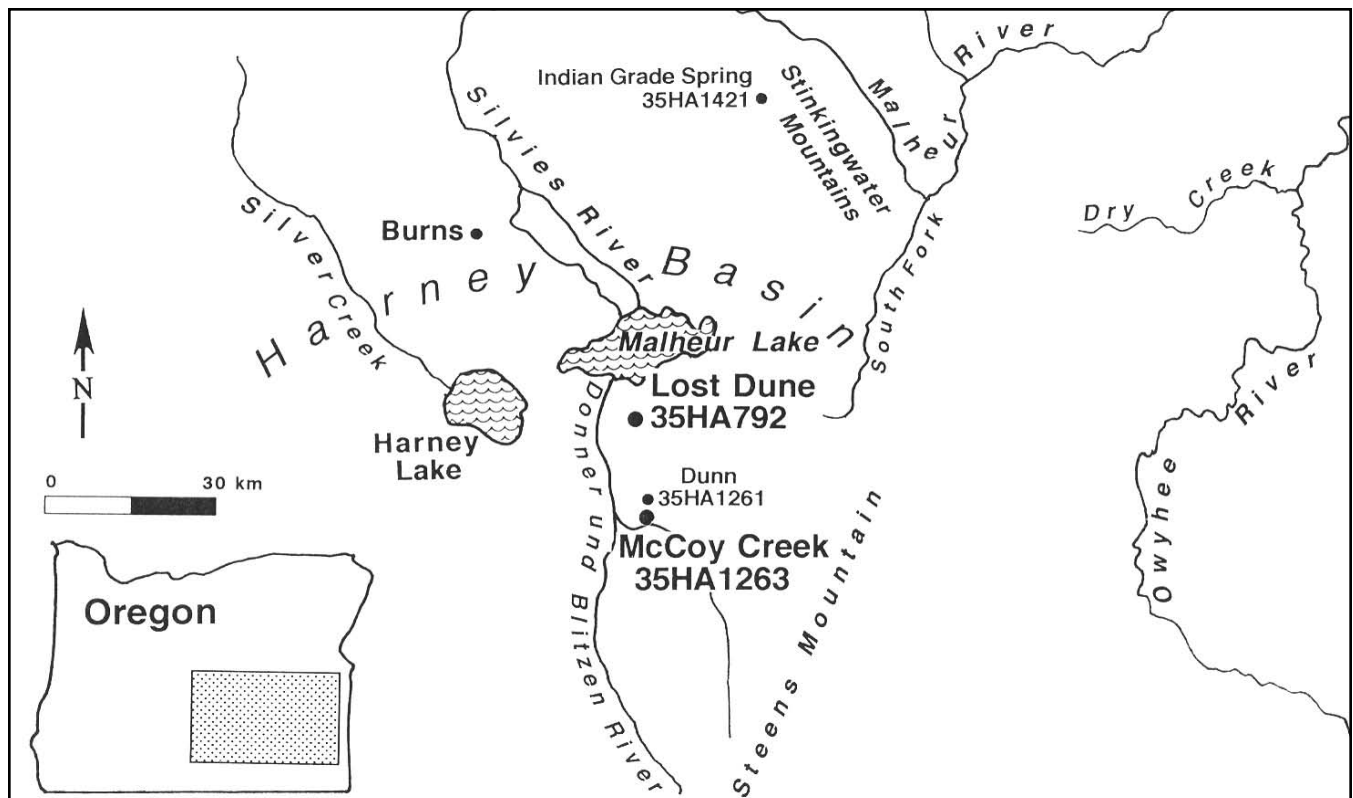 River
Indian Grade Spring
35HA1421
Stinkingwater
Mountains
Malheur
Silvies River
Dry Creek
Silver Creek
Burns
Harney Basin
South Fork
Malheur Lake
N
Lost Dune
35HA792
Harney
Lake
Donner und Blitzen River
0 30 km
Dunn
35HA1261
McCoy Creek
35HA1263
Steens Mountain
Owyhee River
Oregon